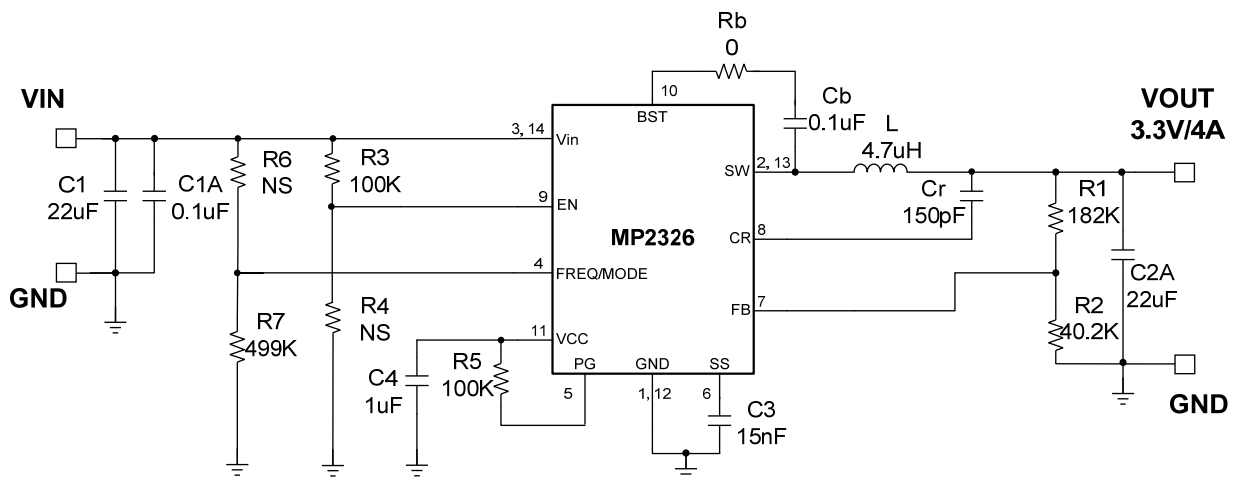 Rb
0
10
BST
Cb
0.1uF
VIN
VOUT
3.3V/4A
3, 14
Vin
L
4.7uH
SW
2, 13
C1
22uF
C1A
0.1uF
R6
NS
R3
100K
9
EN
Cr
150pF
R1
182K
MP2326
CR
8
GND
4
FREQ/MODE
C2A
22uF
R7
499K
R4
NS
FB
7
R2
40.2K
11
VCC
R5
100K
PG
GND
SS
C4
1uF
5
1, 12
6
C3
15nF
GND